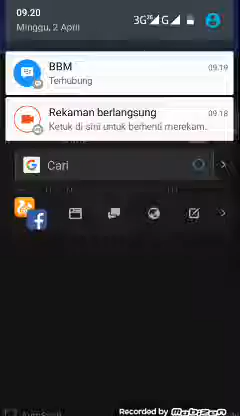 09.20
Minggu, 2 April
3G G
BBM
09.19
Terhubung
Rekaman berlangsung
09.18
Ketuk di sini untuk berhenti merekam.
G Cari
Recorded by MOBIZEN